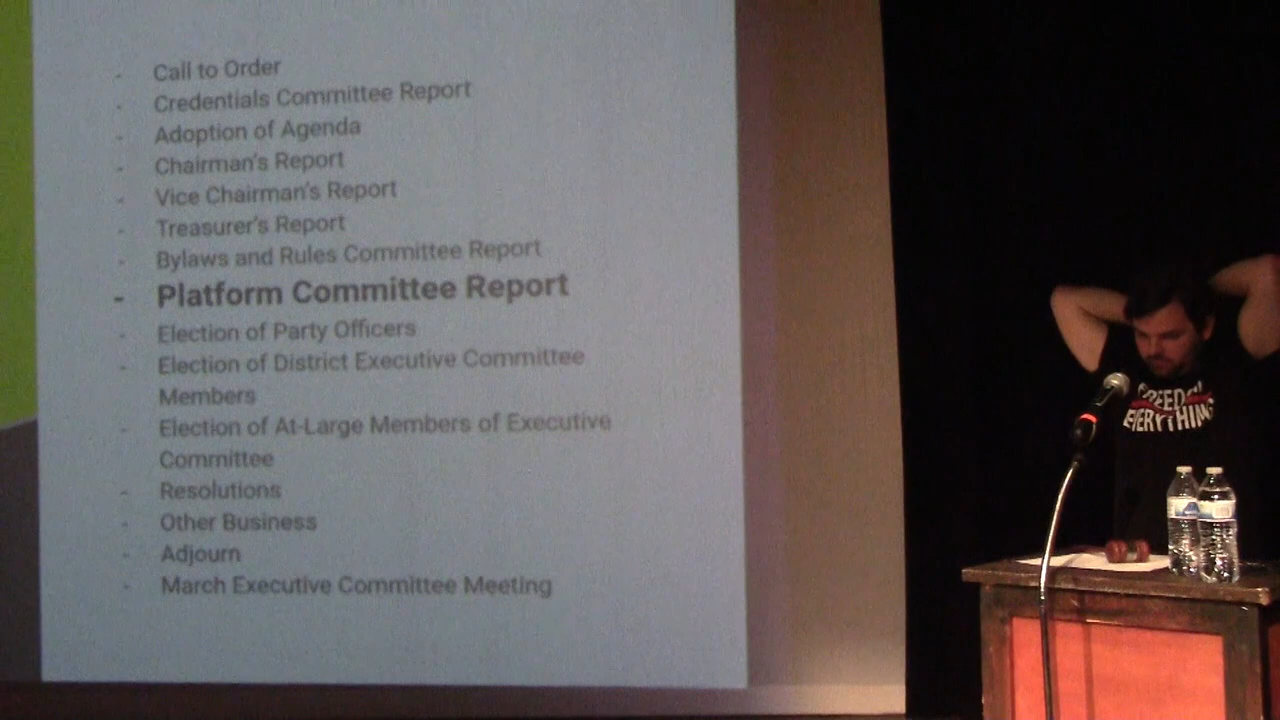 - Call to Order
- Credentials Committee Report
- Adoption of Agenda
- Chairman's Report
- Vice Chairman's Report
- Treasurer's Report
- Bylaws and Rules Committee Report
- Platform Committee Report
- Election of Party Officers
- Election of District Executive Committee
Members
- Election of At-Large Members of Executive
Committee
- Resolutions
- Other Business
- Adjourn
- March Executive Committee Meeting
EVERYTHING